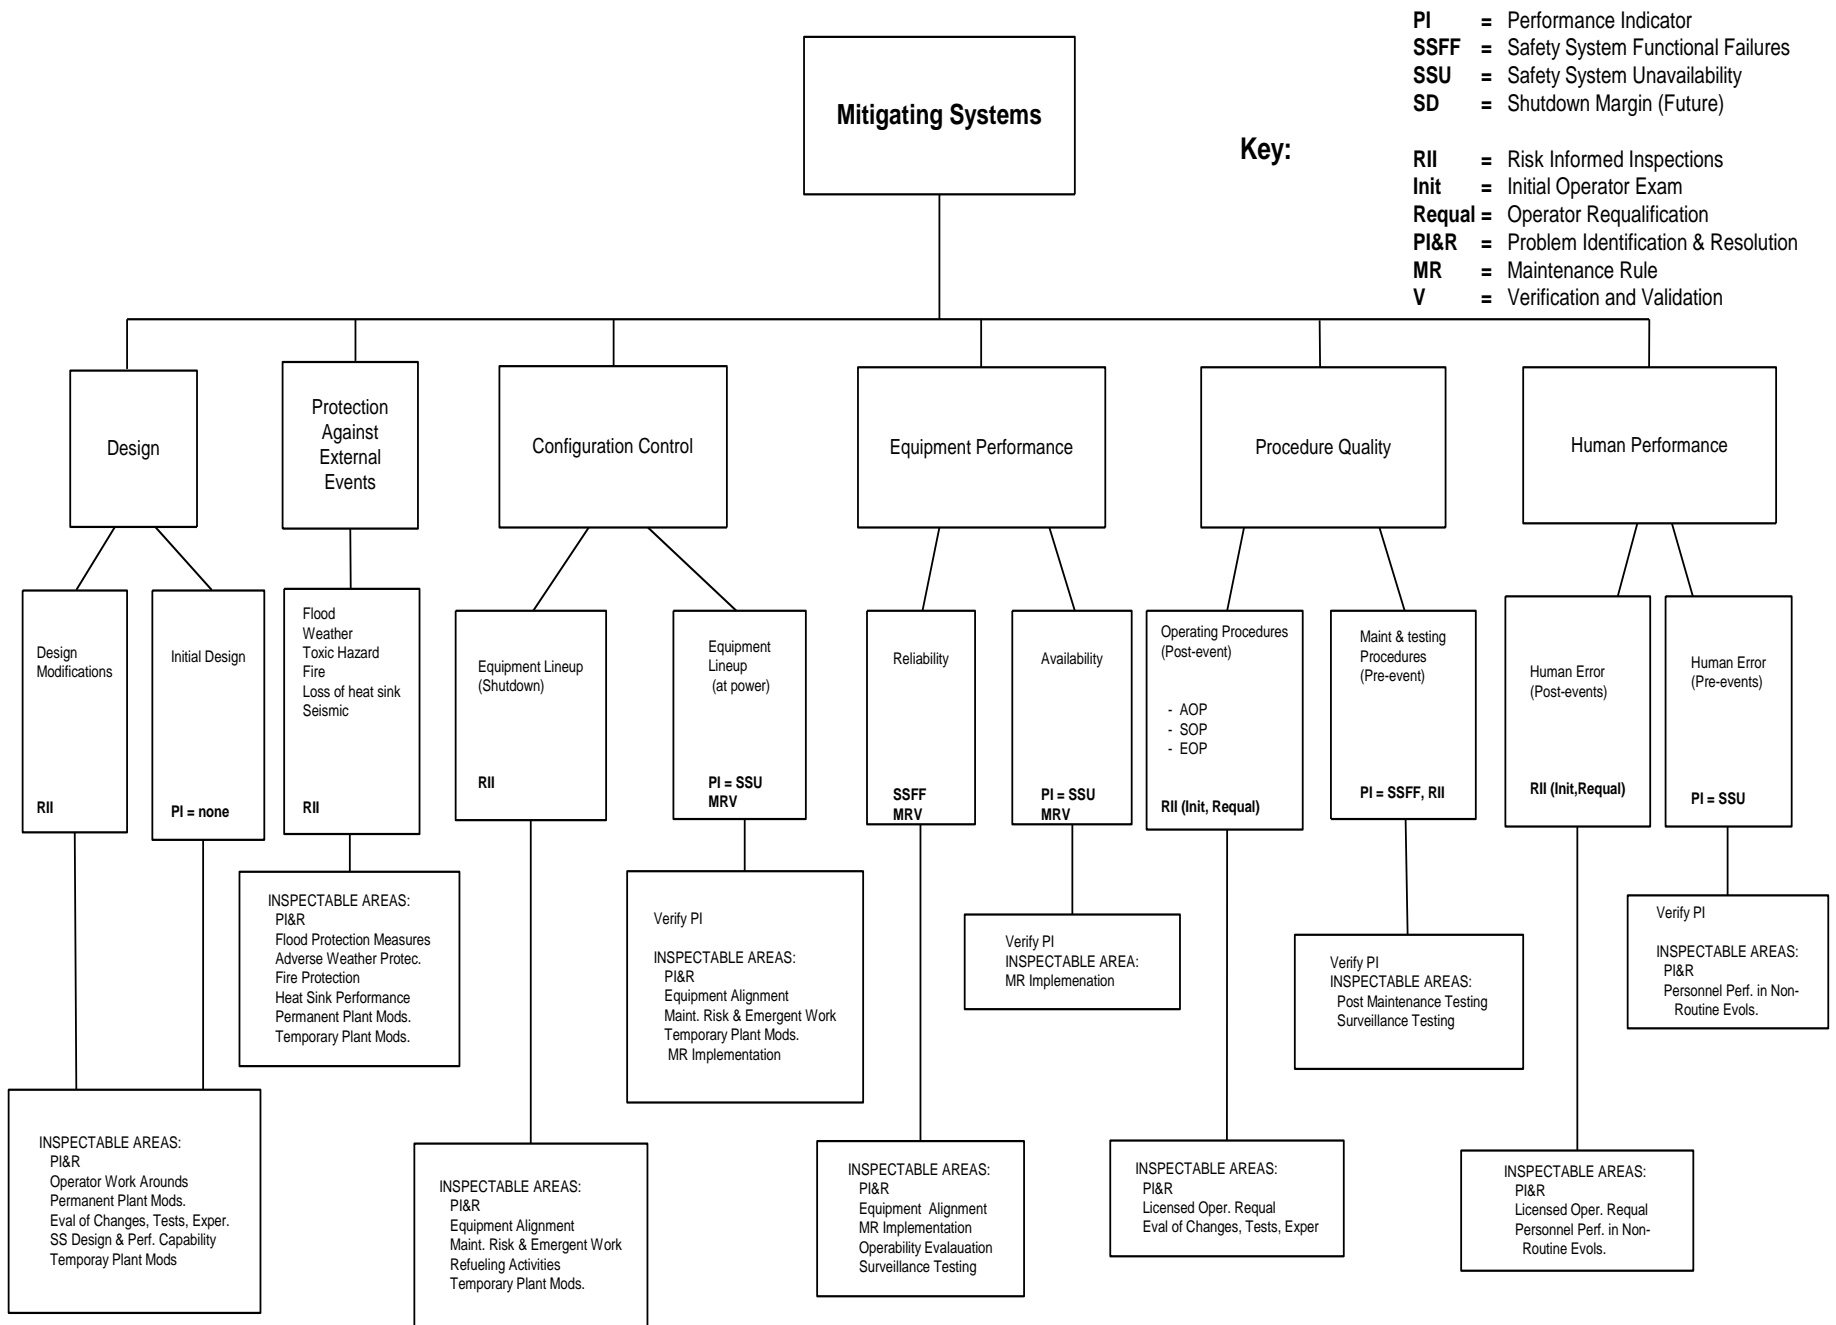 PI = Performance Indicator
SSFF = Safety System Functional Failures
SSU = Safety System Unavailability
SD = Shutdown Margin (Future)
Key:
RII = Risk Informed Inspections
Init = Initial Operator Exam
Requal = Operator Requalification
PI&R = Problem Identification & Resolution
MR = Maintenance Rule
V = Verification and Validation
Mitigating Systems
Design
Protection
Against
External
Events
Configuration Control
Equipment Performance
Procedure Quality
Human Performance
Design
Modifications
RII
Initial Design
PI = none
Flood
Weather
Toxic Hazard
Fire
Loss of heat sink
Seismic
RII
Equipment Lineup
(Shutdown)
RII
Equipment
Lineup
(at power)
PI = SSU
MRV
Reliability
SSFF
MRV
Availability
PI = SSU
MRV
Operating Procedures
(Post-event)
- AOP
- SOP
- EOP
RII (Init, Requal)
Maint & testing
Procedures
(Pre-event)
PI = SSFF, RII
Human Error
(Post-events)
RII (Init,Requal)
Human Error
(Pre-events)
PI = SSU
INSPECTABLE AREAS:
PI&R
Operator Work Arounds
Permanent Plant Mods.
Eval of Changes, Tests, Exper.
SS Design & Perf. Capability
Temporay Plant Mods
INSPECTABLE AREAS:
PI&R
Flood Protection Measures
Adverse Weather Protec.
Fire Protection
Heat Sink Performance
Permanent Plant Mods.
Temporary Plant Mods.
INSPECTABLE AREAS:
PI&R
Equipment Alignment
Maint. Risk & Emergent Work
Refueling Activities
Temporary Plant Mods.
Verify PI
INSPECTABLE AREAS:
PI&R
Equipment Alignment
Maint. Risk & Emergent Work
Temporary Plant Mods.
MR Implementation
INSPECTABLE AREAS:
PI&R
Equipment Alignment
MR Implementation
Operability Evalauation
Surveillance Testing
Verify PI
INSPECTABLE AREA:
MR Implemenation
INSPECTABLE AREAS:
PI&R
Licensed Oper. Requal
Eval of Changes, Tests, Exper
Verify PI
INSPECTABLE AREAS:
Post Maintenance Testing
Surveillance Testing
INSPECTABLE AREAS:
PI&R
Licensed Oper. Requal
Personnel Perf. in Non-
Routine Evols.
Verify PI
INSPECTABLE AREAS:
PI&R
Personnel Perf. in Non-
Routine Evols.